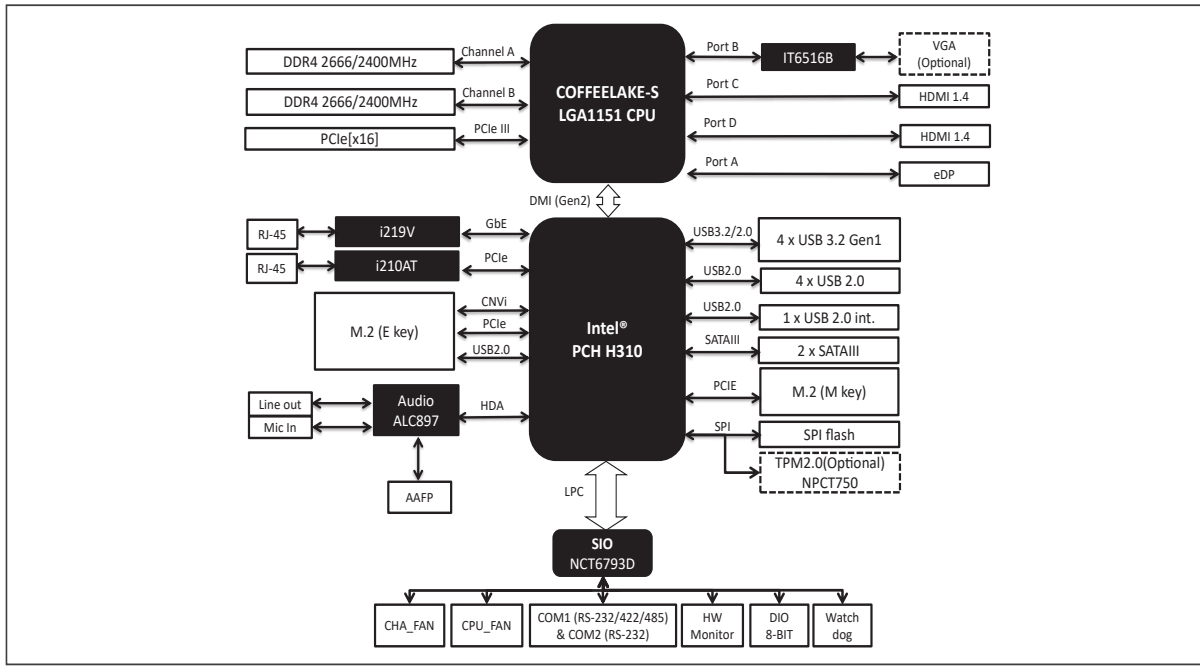 DDR4 2666/2400MHz
Channel A
DDR4 2666/2400MHz
Channel B
PCIe[x16]
PCIe III
COFFEELAKE-S
LGA1151 CPU
Port B
IT6516B
VGA
(Optional)
Port C
HDMI 1.4
Port D
HDMI 1.4
Port A
eDP
DMI (Gen2)
RJ-45
i219V
GbE
RJ-45
i210AT
PCIe
M.2 (E key)
CNVi
PCIe
USB2.0
Line out
Mic In
Audio
ALC897
HDA
AAFP
Intel®
PCH H310
USB3.2/2.0
4 x USB 3.2 Gen1
USB2.0
4 x USB 2.0
USB2.0
1 x USB 2.0 int.
SATAIII
2 x SATAIII
PCIE
M.2 (M key)
SPI
SPI flash
TPM2.0(Optional)
NPCT750
LPC
SIO
NCT6793D
CHA_FAN
CPU_FAN
COM1 (RS-232/422/485)
& COM2 (RS-232)
HW
Monitor
DIO
8-BIT
Watch
dog